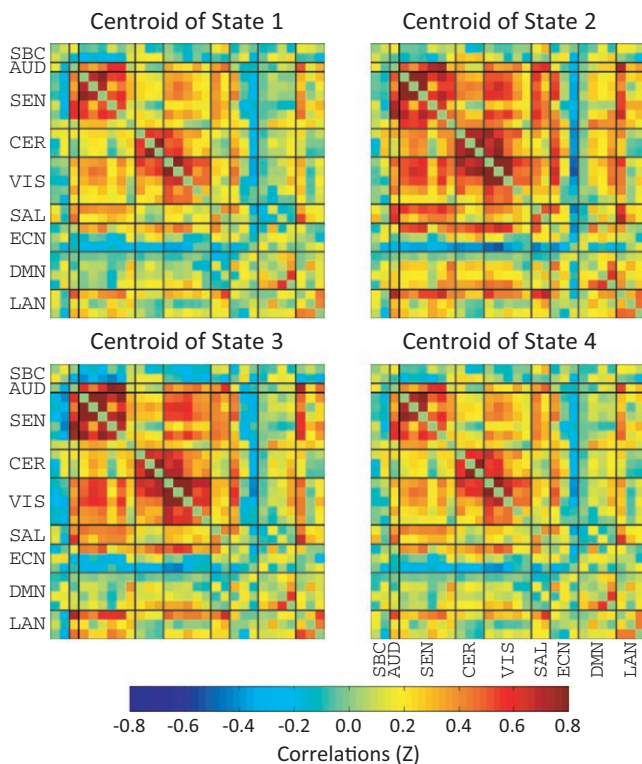 Centroid of State 1
Centroid of State 2
SBC
AUD
SEN
CER
VIS
SAL
ECN
DMN
LAN
Centroid of State 3
Centroid of State 4
SBC
AUD
SEN
CER
VIS
SAL
ECN
DMN
LAN
SBC AUD SEN CER VIS SAL ECN DMN LAN
-0.8 -0.6 -0.4 -0.2 0.0 0.2 0.4 0.6 0.8
Correlations (Z)